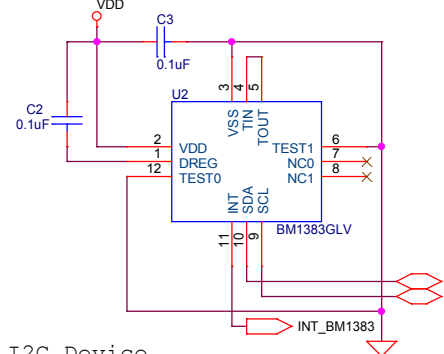 VDD
C3
0.1uF
C2
0.1uF
U2
3
4
5
VSS
TIN
TOUT
2
VDD
1
DREG
12
TEST0
TEST1
6
NC0
7
NC1
8
INT
SDA
SCL
BM1383GLV
11
10
9
INT_BM1383
I2C Device